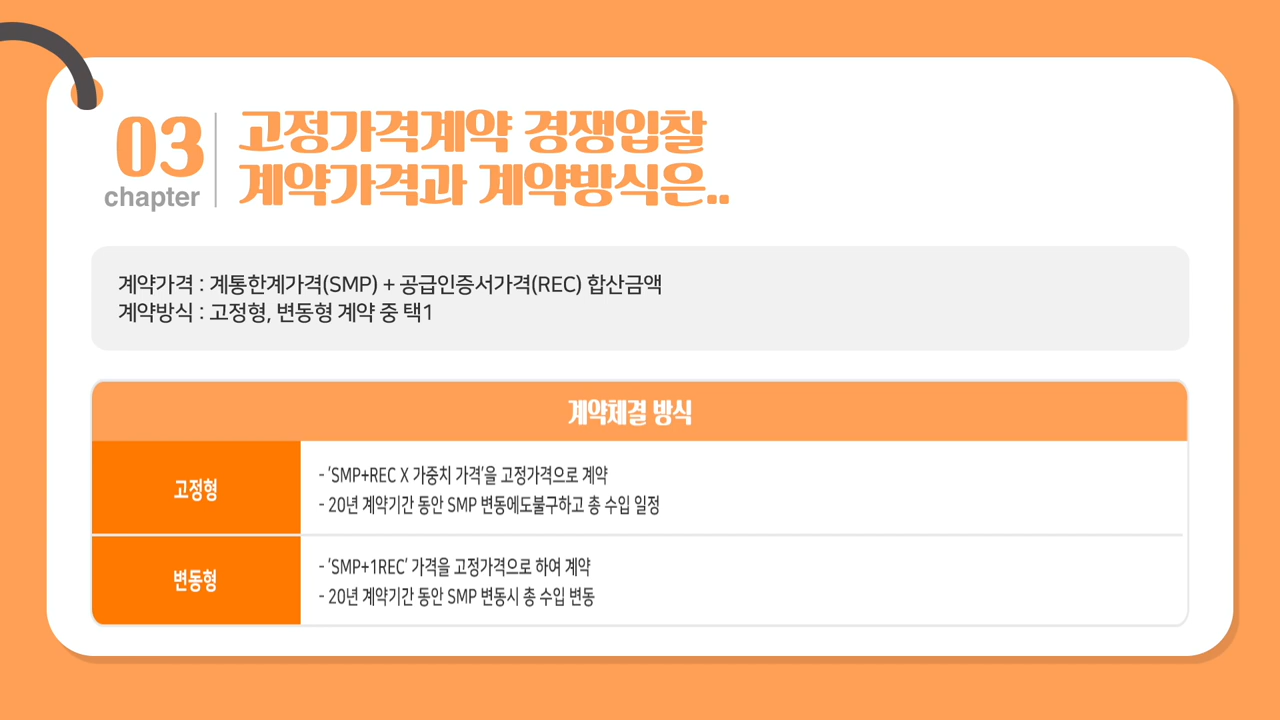 03
chapter
고정가격계약 경쟁입찰
계약가격과 계약방식은..
계약가격 : 계통한계가격(SMP) + 공급인증서가격(REC) 합산금액
계약방식 : 고정형, 변동형 계약 중 택1
계약체결 방식
고정형
- ‘SMP+REC X 가중치 가격’을 고정가격으로 계약
- 20년 계약기간 동안 SMP 변동에도불구하고 총 수입 일정
변동형
- ‘SMP+1REC’ 가격을 고정가격으로 하여 계약
- 20년 계약기간 동안 SMP 변동시 총 수입 변동